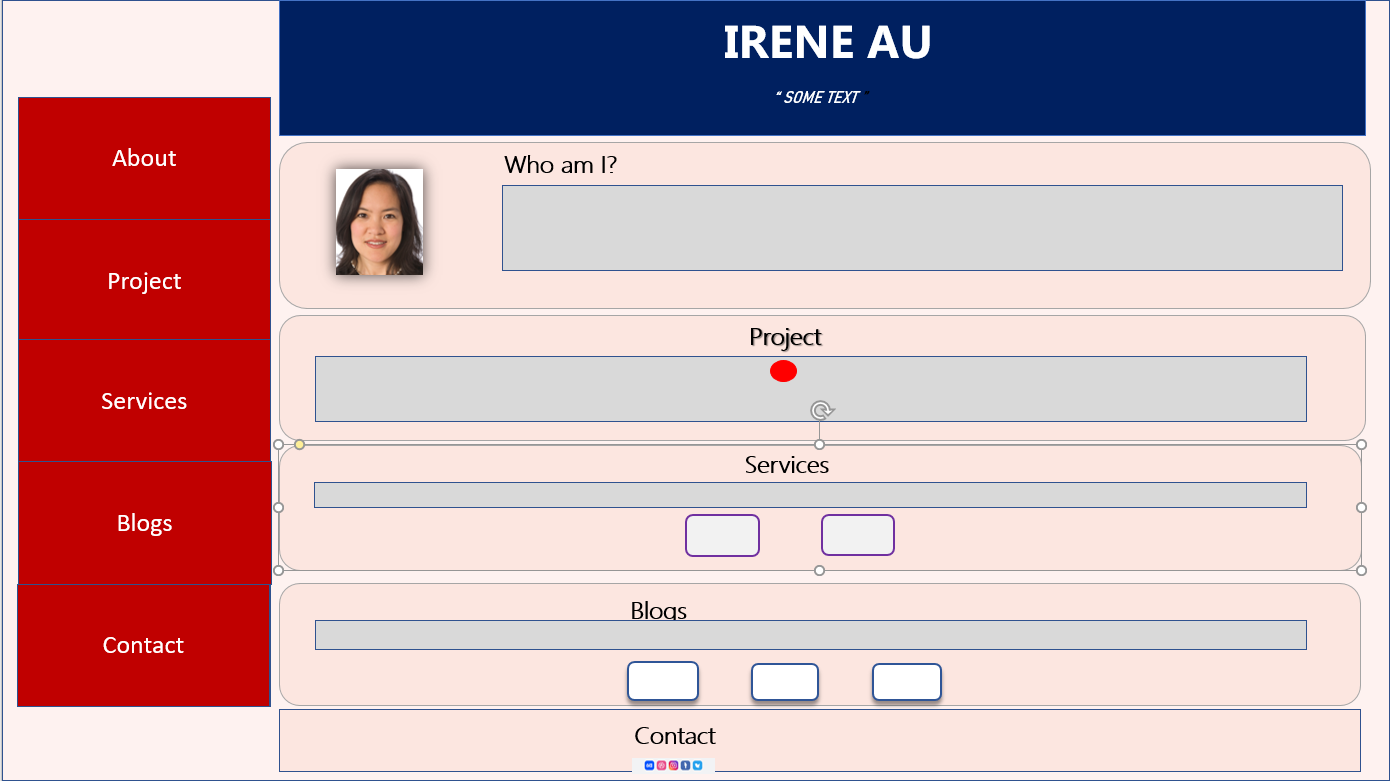 IRENE AU
“ SOME TEXT ”
About
Project
Services
Blogs
Contact
Who am I?
Project
Services
Blogs
Contact